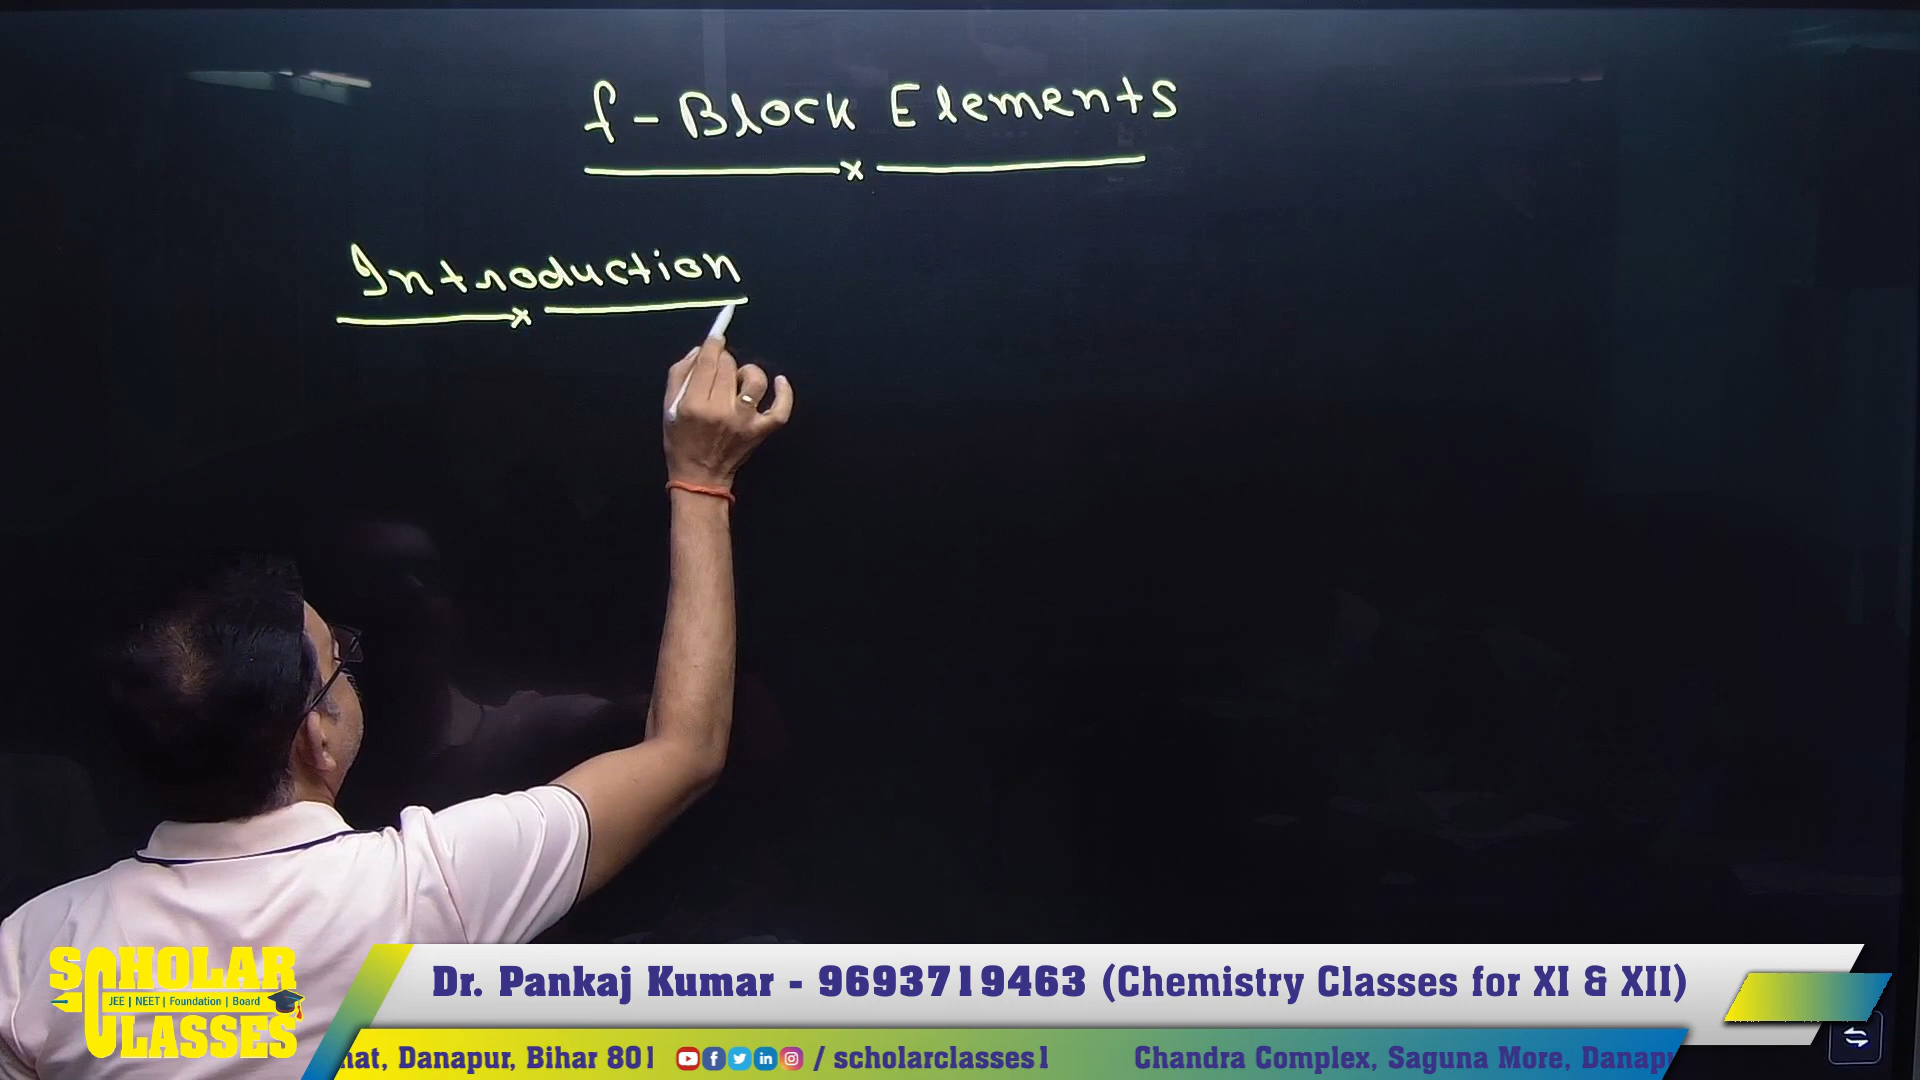 f-Block Elements
Introduction
SCHOLAR
JEE | NEET | Foundation | Board
CLASSES
Dr. Pankaj Kumar - 9693719463 (Chemistry Classes for XI & XII)
hat, Danapur, Bihar 801 / scholarclasses1 Chandra Complex, Saguna More, Danapu